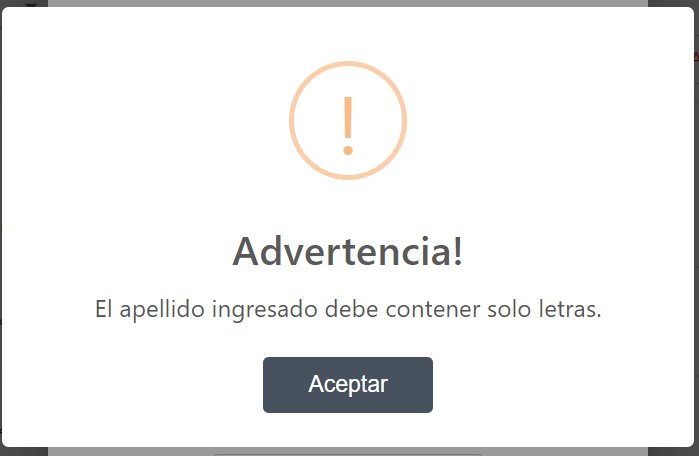 Advertencia!
El apellido ingresado debe contener solo letras.
Aceptar